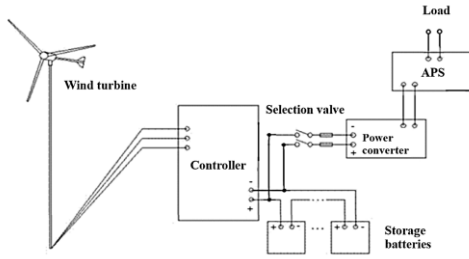 Load
APS
Wind turbine
Selection valve
-
+
Power
converter
Controller
-
+
+ - ... + -
...
Storage
batteries